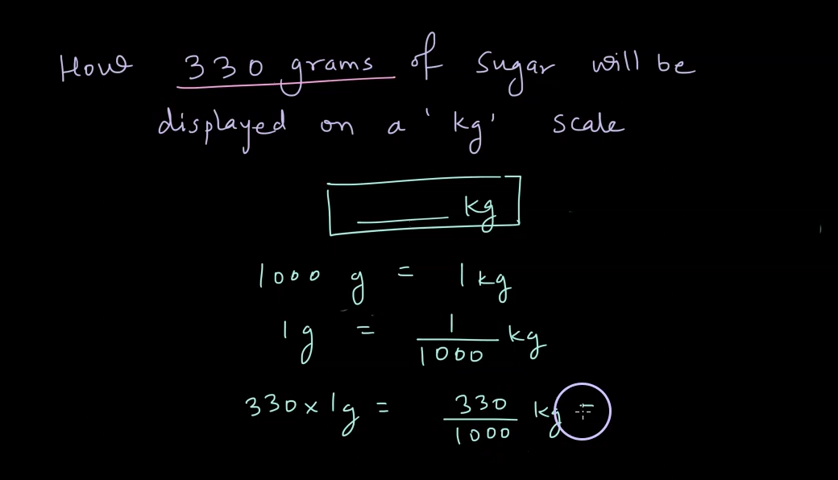 How 330 grams of sugar will be
displayed on a 'kg' scale
____ kg
1000 g = 1 kg
1 g = 1/1000 kg
330 × 1 g = 330/1000 kg =